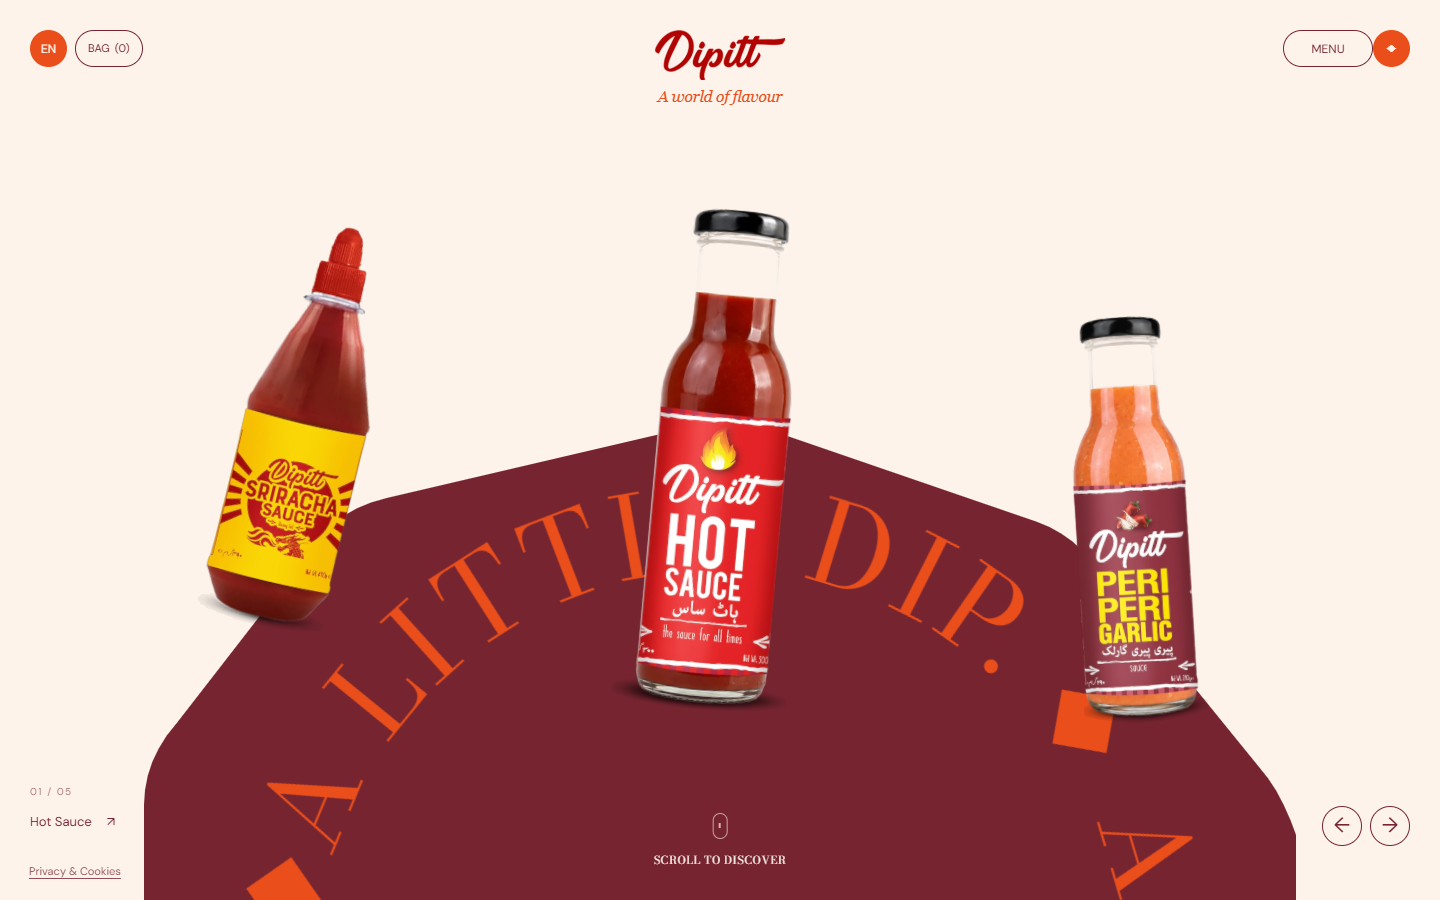 EN
BAG (0)
Dipitt
A world of flavour
MENU
Dipitt
SRIRACHA
SAUCE
Dipitt
HOT
SAUCE
ہاٹ ساس
the sauce for all times
Dipitt
PERI
PERI
GARLIC
پیری پیری گارلک
SAUCE
A LITTI DIP.
A
01 / 05
Hot Sauce
Privacy & Cookies
SCROLL TO DISCOVER